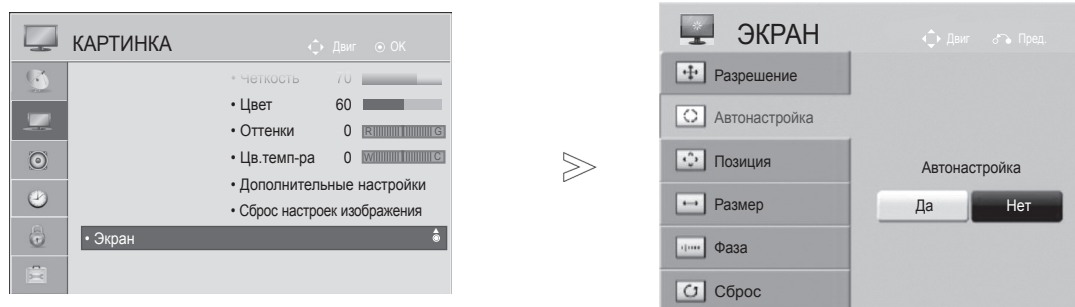 КАРТИНКА
Двиг ОК
• Четкость 70
• Цвет 60
• Оттенки 0 R G
• Цв.темп-ра 0 W C
• Дополнительные настройки
• Сброс настроек изображения
• Экран
ЭКРАН
Двиг Пред.
Разрешение
Автонастройка
Позиция
Размер
Фаза
Сброс
Автонастройка
Да Нет